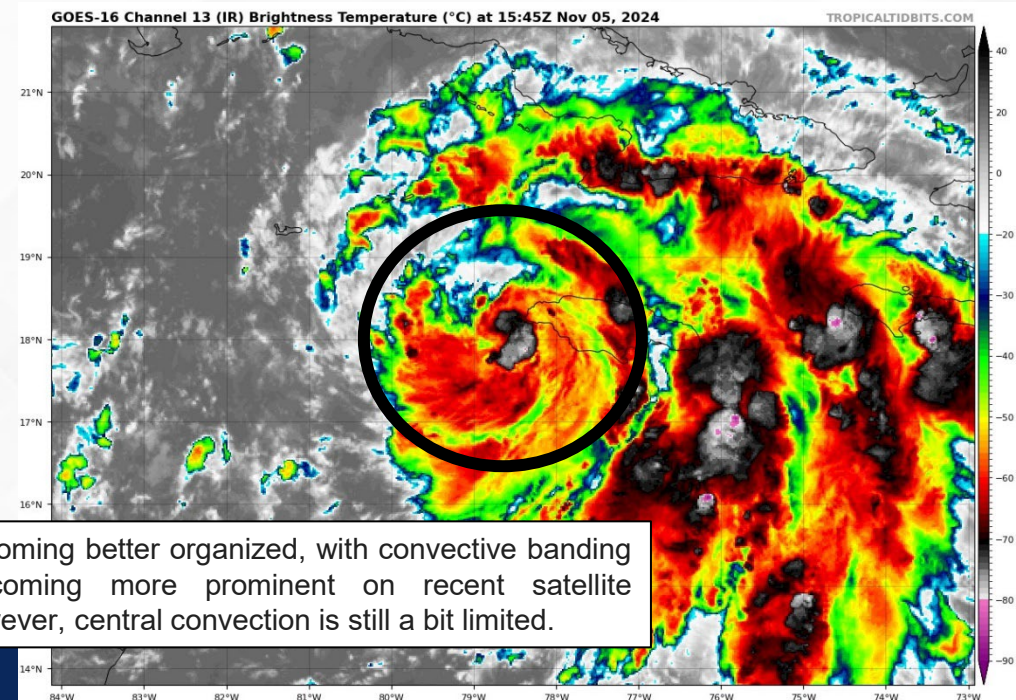 GOES-16 Channel 13 (IR) Brightness Temperature (°C) at 15:45Z Nov 05, 2024
TROPICALTIDBITS.COM
40
21°N
20
20°N
0
19°N
−20
−30
18°N
−40
17°N
−50
−60
16°N
oming better organized, with convective banding
coming more prominent on recent satellite
ever, central convection is still a bit limited.
−70
−80
14°N
−90
84°W 83°W 82°W 81°W 80°W 79°W 78°W 77°W 76°W 75°W 74°W 73°W